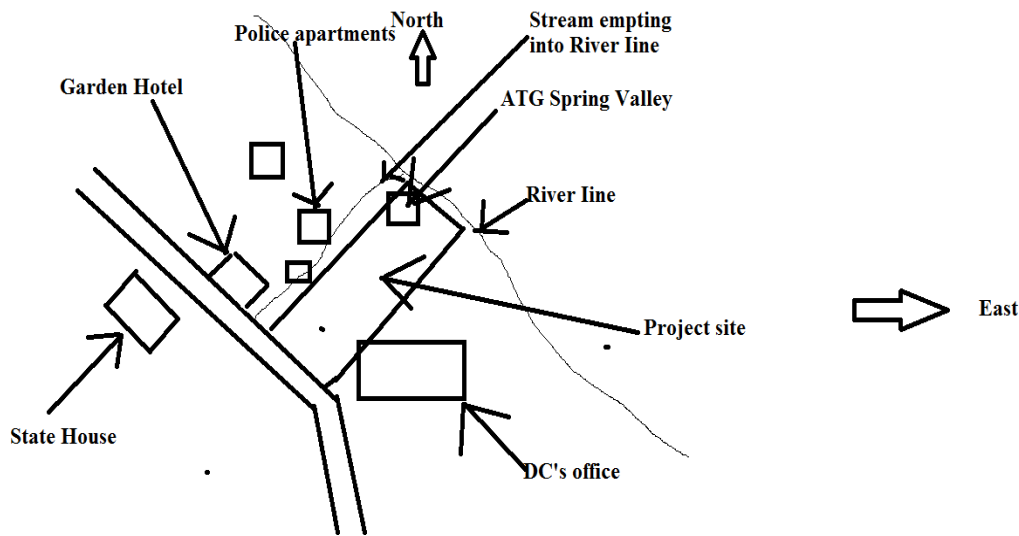 North
Stream empting
into River Iine
Police apartments
Garden Hotel
ATG Spring Valley
River Iine
East
Project site
State House
DC's office